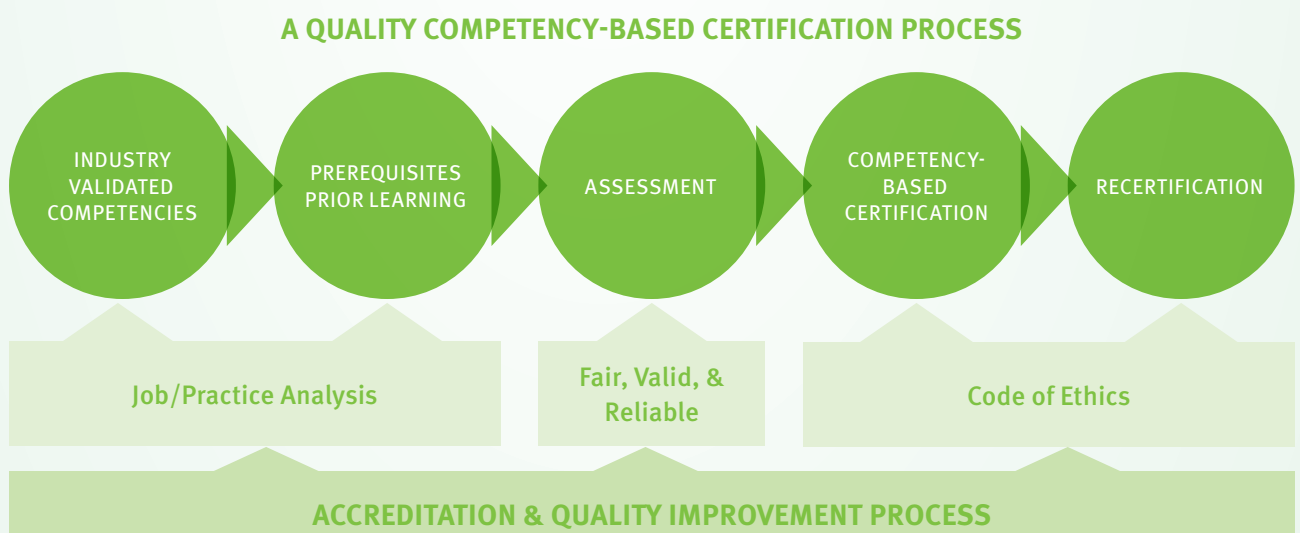 A QUALITY COMPETENCY-BASED CERTIFICATION PROCESS
INDUSTRY
VALIDATED
COMPETENCIES
PREREQUISITES
PRIOR LEARNING
ASSESSMENT
COMPETENCY-
BASED
CERTIFICATION
RECERTIFICATION
Job/Practice Analysis
Fair, Valid, &
Reliable
Code of Ethics
ACCREDITATION & QUALITY IMPROVEMENT PROCESS